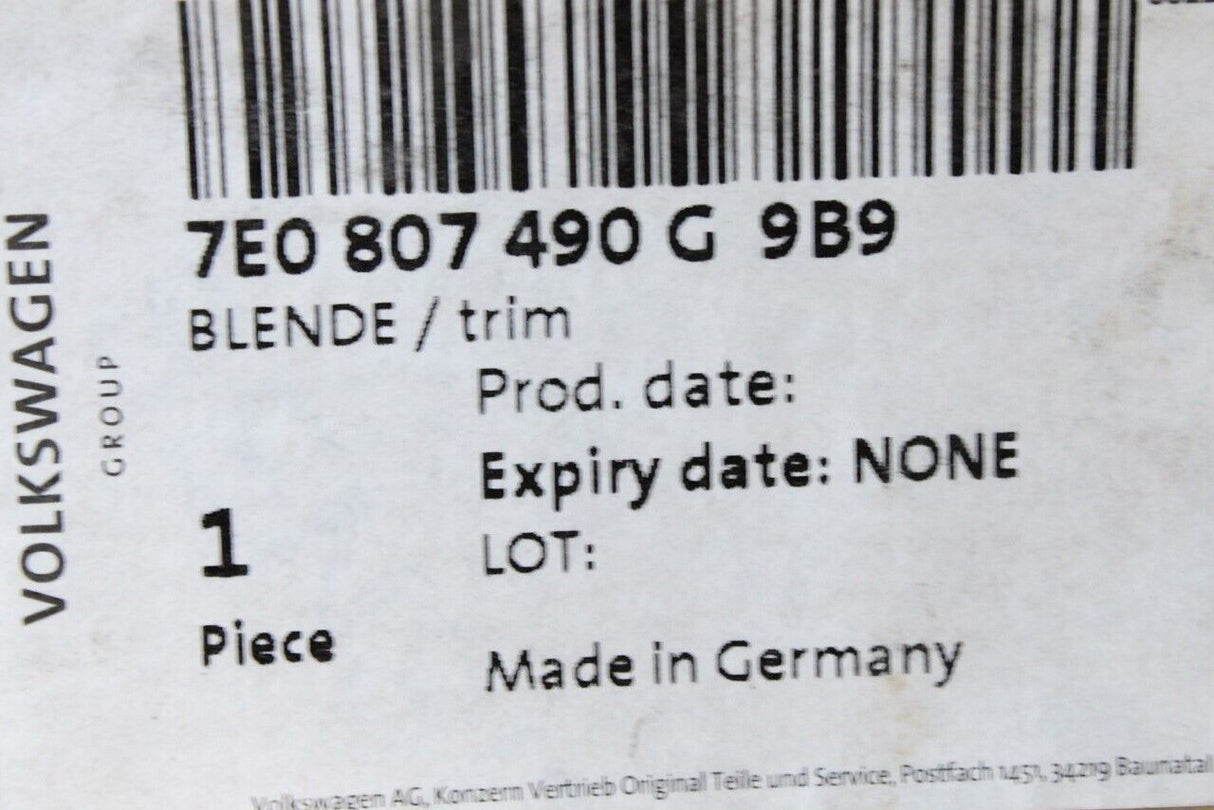 VOLKSWAGEN
GROUP
7E0 807 490 G 9B9
BLENDE / trim
Prod. date:
Expiry date: NONE
LOT:
1
Piece
Made in Germany
Volkswagen AG, Konzern Vertrieb Original Teile und Service, Postfach 1451, 34219 Baunatal